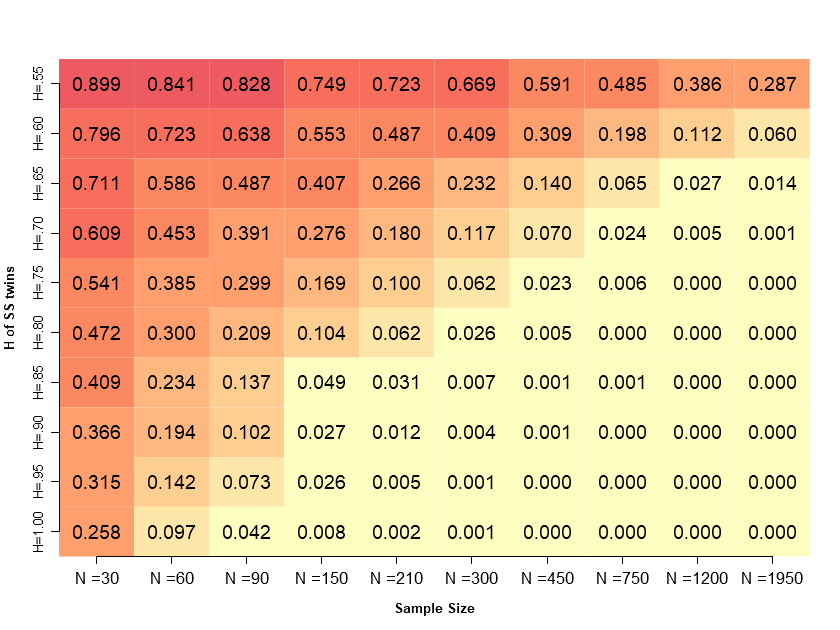 H=.55 0.899 0.841 0.828 0.749 0.723 0.669 0.591 0.485 0.386 0.287
H=.60 0.796 0.723 0.638 0.553 0.487 0.409 0.309 0.198 0.112 0.060
H=.65 0.711 0.586 0.487 0.407 0.266 0.232 0.140 0.065 0.027 0.014
H=.70 0.609 0.453 0.391 0.276 0.180 0.117 0.070 0.024 0.005 0.001
H=.75 0.541 0.385 0.299 0.169 0.100 0.062 0.023 0.006 0.000 0.000
H=.80 0.472 0.300 0.209 0.104 0.062 0.026 0.005 0.000 0.000 0.000
H=.85 0.409 0.234 0.137 0.049 0.031 0.007 0.001 0.001 0.000 0.000
H=.90 0.366 0.194 0.102 0.027 0.012 0.004 0.001 0.000 0.000 0.000
H=.95 0.315 0.142 0.073 0.026 0.005 0.001 0.000 0.000 0.000 0.000
H=1.00 0.258 0.097 0.042 0.008 0.002 0.001 0.000 0.000 0.000 0.000
H of SS twins
N =30 N =60 N =90 N =150 N =210 N =300 N =450 N =750 N =1200 N =1950
Sample Size